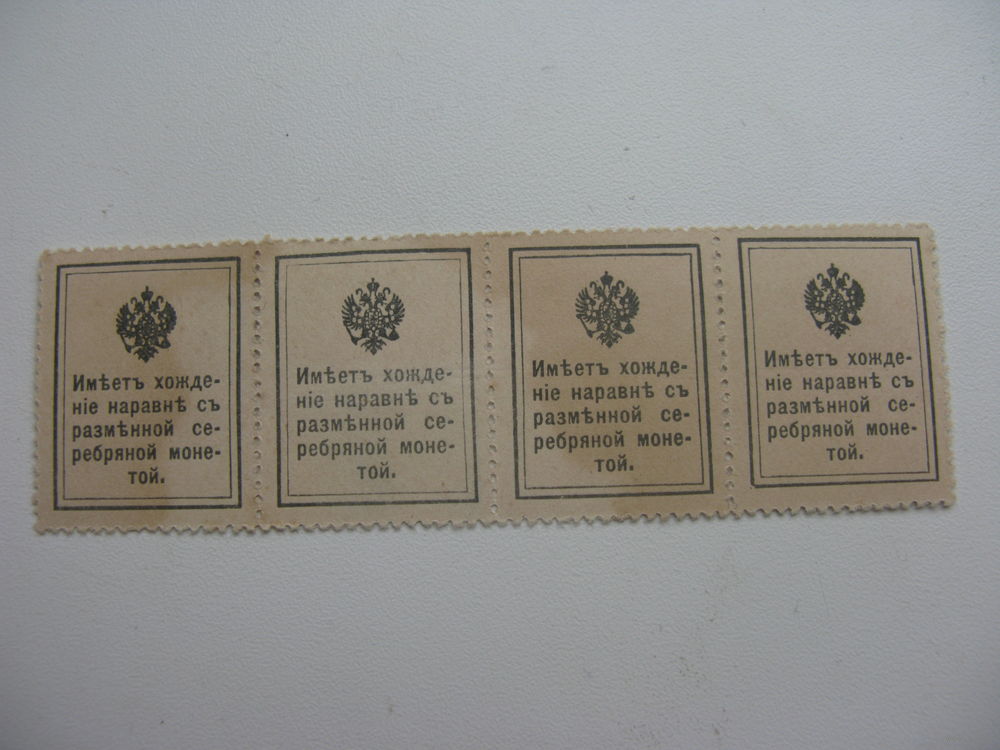 Имѣетъ хожде-
ніе наравнѣ съ
размѣнной се-
ребряной моне-
той.
Имѣетъ хожде-
ніе наравнѣ съ
размѣнной се-
ребряной моне-
той.
Имѣетъ хожде-
ніе наравнѣ съ
размѣнной се-
ребряной моне-
той.
Имѣетъ хожде-
ніе наравнѣ съ
размѣнной се-
ребряной моне-
той.